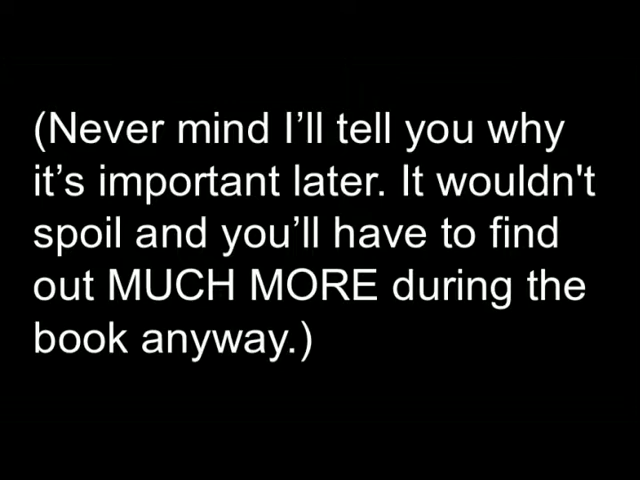 (Never mind I’ll tell you why
it’s important later. It wouldn't
spoil and you’ll have to find
out MUCH MORE during the
book anyway.)